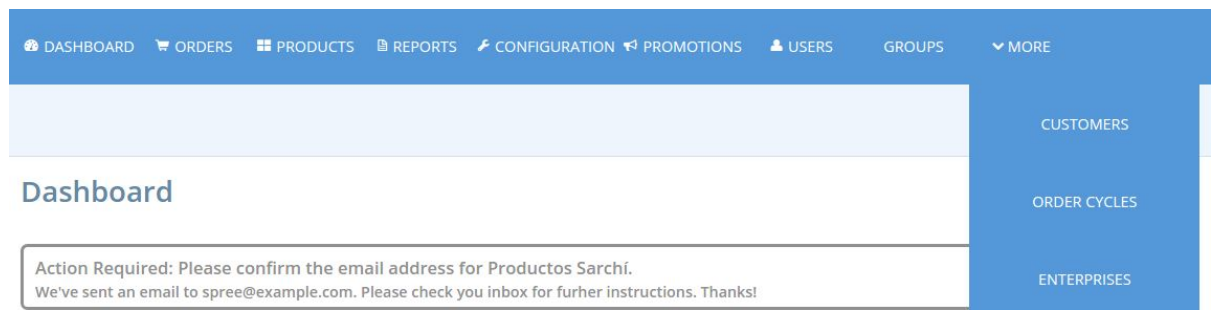 DASHBOARD ORDERS PRODUCTS REPORTS CONFIGURATION PROMOTIONS USERS GROUPS MORE
CUSTOMERS
Dashboard
ORDER CYCLES
Action Required: Please confirm the email address for Productos Sarchí.
ENTERPRISES
We've sent an email to spree@example.com. Please check you inbox for furher instructions. Thanks!